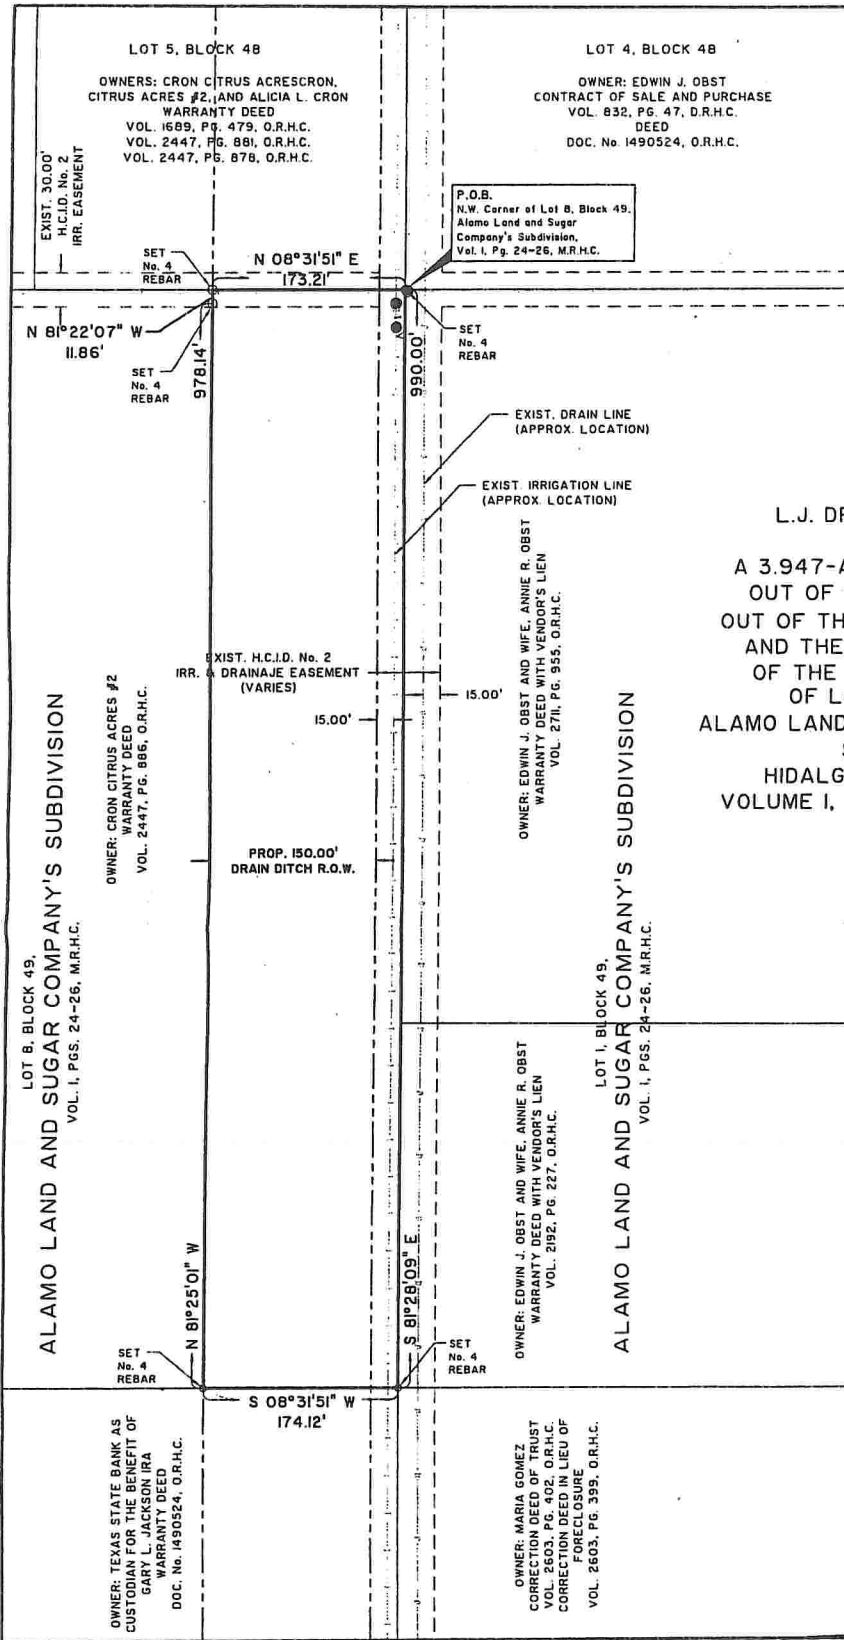 LOT 5, BLOCK 48
OWNERS: CRON CITRUS ACRESCRON,
CITRUS ACRES #2, AND ALICIA L. CRON
WARRANTY DEED
VOL. 1689, PG. 479, O.R.H.C.
VOL. 2447, PG. 881, O.R.H.C.
VOL. 2447, PG. 878, O.R.H.C.
LOT 4, BLOCK 48
OWNER: EDWIN J. OBST
CONTRACT OF SALE AND PURCHASE
VOL. 832, PG. 47, D.R.H.C.
DEED
DOC. No. 1490524, O.R.H.C.
EXIST. 30.00'
H.C.I.D. No. 2
IRR. EASEMENT
P.O.B.
N.W. Corner of Lot 8, Block 49,
Alamo Land and Sugar
Company's Subdivision,
Vol. 1, Pg. 24-26, M.R.H.C.
SET
No. 4
REBAR
N 08°31'51" E
173.21'
N 81°22'07" W
11.86'
SET
No. 4
REBAR
SET
No. 4
REBAR
978.14'
990.00'
EXIST. DRAIN LINE
(APPROX. LOCATION)
EXIST. IRRIGATION LINE
(APPROX. LOCATION)
L.J. DR
A 3.947-A
OUT OF
OUT OF TH
AND THE
OF THE
OF L
ALAMO LAND
HIDALG
VOLUME 1,
OWNER: EDWIN J. OBST AND WIFE, ANNIE R. OBST
WARRANTY DEED WITH VENDOR'S LIEN
VOL. 2711, PG. 955, O.R.H.C.
EXIST. H.C.I.D. No. 2
IRR. & DRAINAJE EASEMENT
(VARIES)
15.00'
15.00'
OWNER: CRON CITRUS ACRES #2
WARRANTY DEED
VOL. 2447, PG. 886, O.R.H.C.
PROP. 150.00'
DRAIN DITCH R.O.W.
LOT 8, BLOCK 49,
ALAMO LAND AND SUGAR COMPANY'S SUBDIVISION
VOL. 1, PGS. 24-26, M.R.H.C.
LOT 1, BLOCK 49,
ALAMO LAND AND SUGAR COMPANY'S SUBDIVISION
VOL. 1, PGS. 24-26, M.R.H.C.
OWNER: EDWIN J. OBST AND WIFE, ANNIE R. OBST
WARRANTY DEED WITH VENDOR'S LIEN
VOL. 2192, PG. 227, O.R.H.C.
N 81°25'01" W
S 81°28'09" E
SET
No. 4
REBAR
SET
No. 4
REBAR
S 08°31'51" W
174.12'
OWNER: TEXAS STATE BANK AS
CUSTODIAN FOR THE BENEFIT OF
GARY L. JACKSON IRA
WARRANTY DEED
DOC. No. 1490524, O.R.H.C.
OWNER: MARIA GOMEZ
CORRECTION DEED OF TRUST
VOL. 2603, PG. 402, O.R.H.C.
CORRECTION DEED IN LIEU OF
FORECLOSURE
VOL. 2603, PG. 399, O.R.H.C.